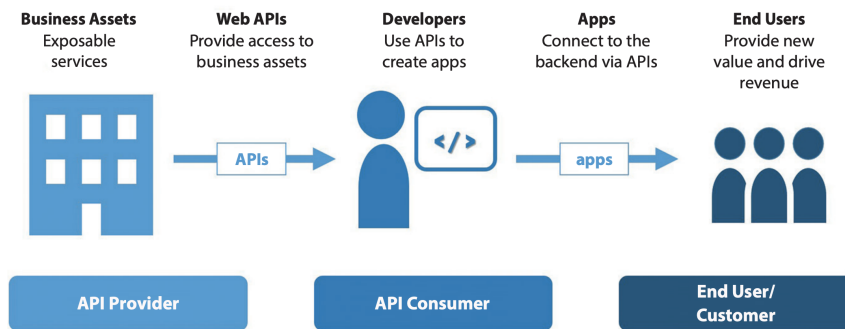 Business Assets
Exposable
services
Web APIs
Provide access to
business assets
Developers
Use APIs to
create apps
Apps
Connect to the
backend via APIs
End Users
Provide new
value and drive
revenue
APIs
</>
apps
API Provider
API Consumer
End User/
Customer